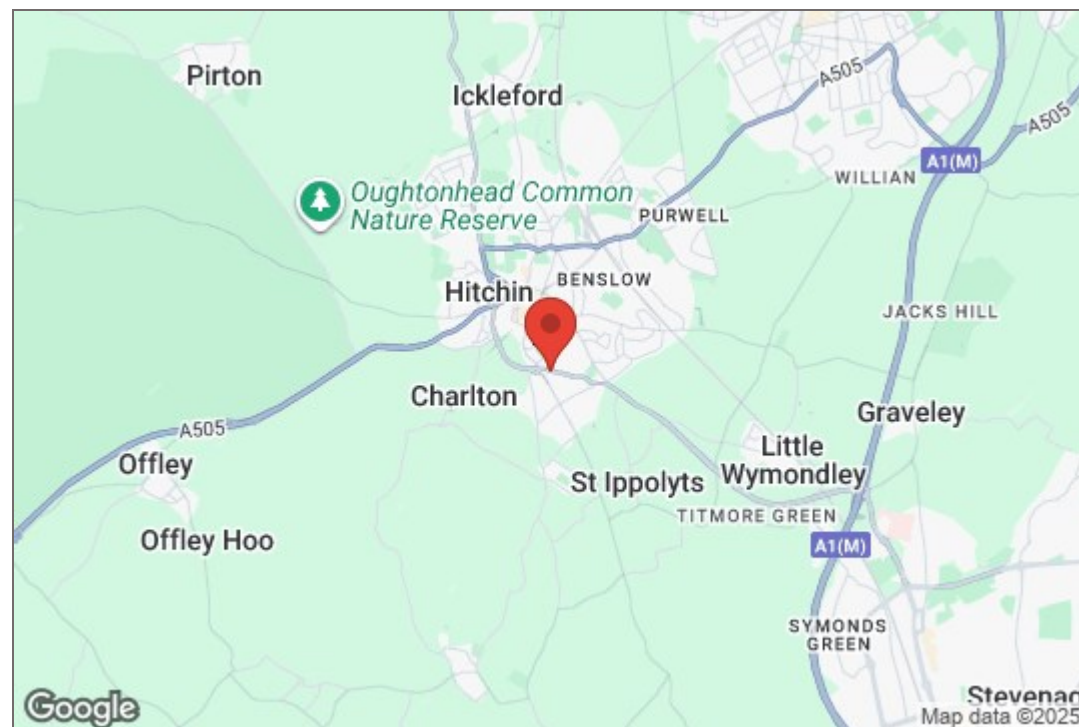 Pirton
Ickleford
A505
A505
A1(M)
WILLIAN
Oughtonhead Common
Nature Reserve
PURWELL
BENSLOW
Hitchin
JACKS HILL
Charlton
Graveley
A505
Offley
Little
Wymondley
St Ippolyts
TITMORE GREEN
Offley Hoo
A1(M)
SYMONDS
GREEN
Stevenag
Google
Map data ©2025